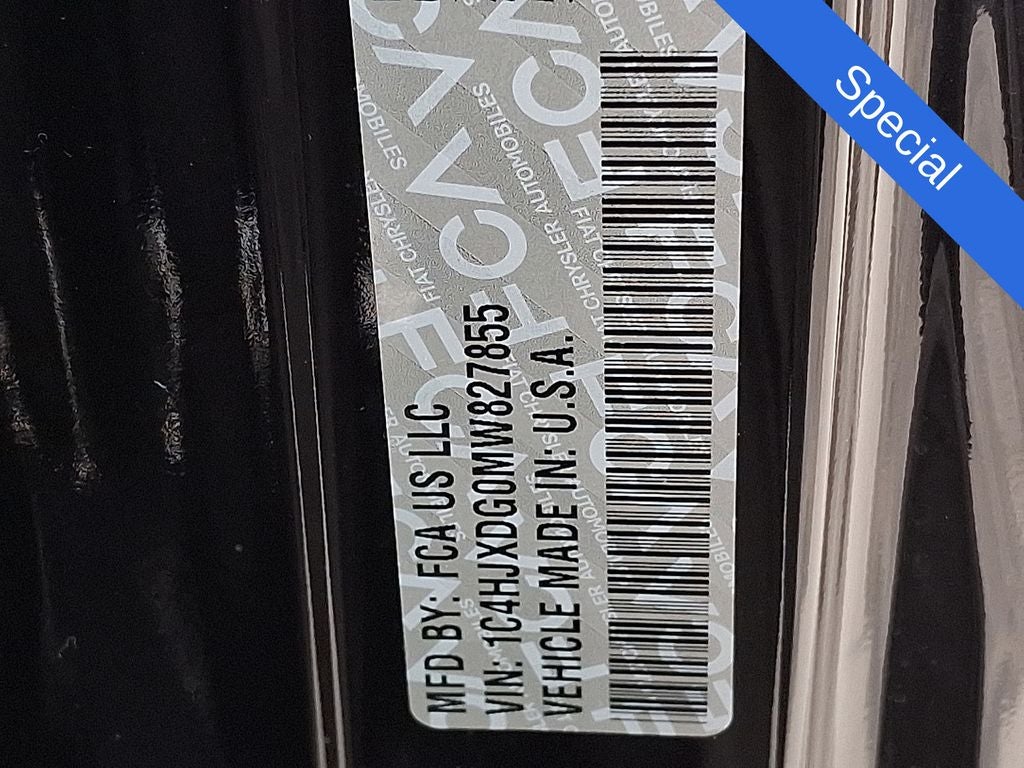 MFD BY: FCA US LLC
VIN: 1C4HJXDG0MW827855
VEHICLE MADE IN: U.S.A.
Special